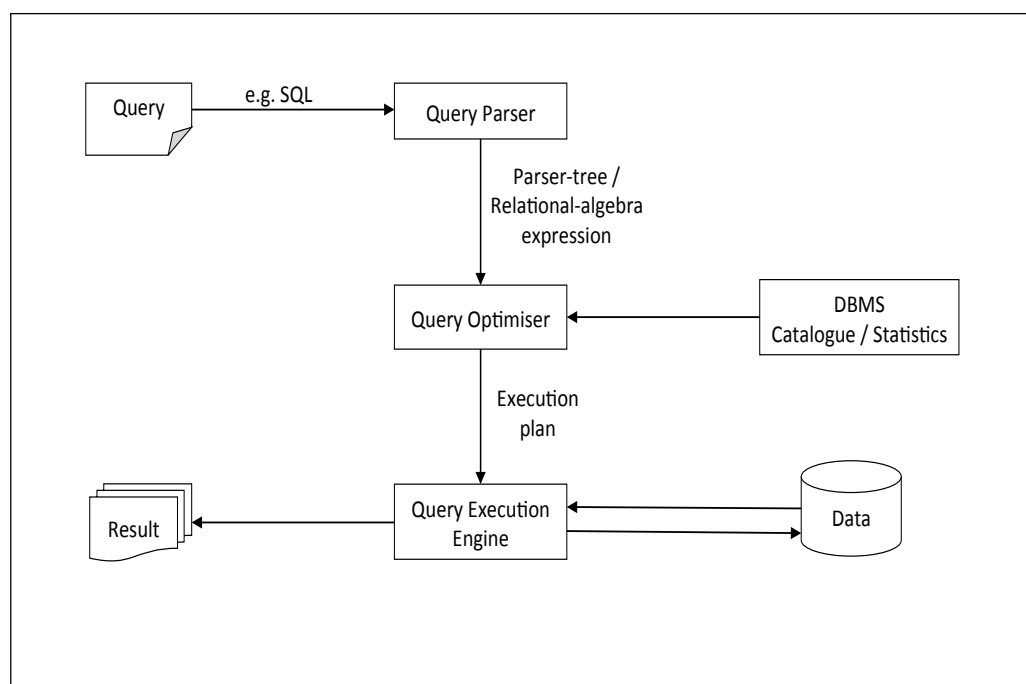 Query
e.g. SQL
Query Parser
Parser-tree /
Relational-algebra
expression
Query Optimiser
DBMS
Catalogue / Statistics
Execution
plan
Result
Query Execution
Engine
Data